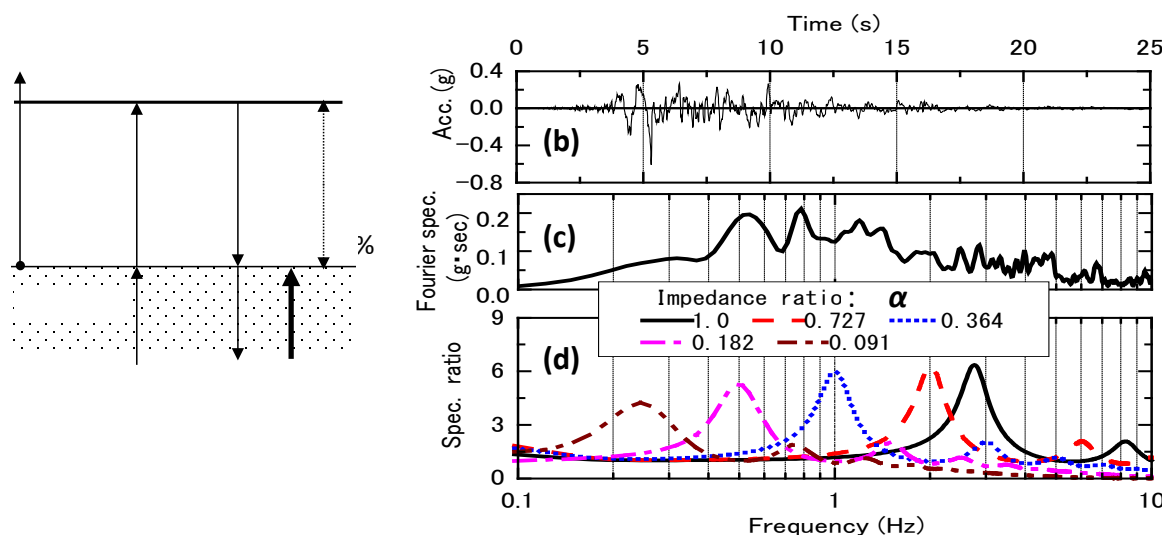 %
Time (s)
0 5 10 15 20 25
Acc. (g)
0.4
0.0
-0.4
-0.8
(b)
Fourier spec.
(g・sec)
0.2
0.1
0.0
(c)
Impedance ratio: α
1.0 0.727 0.364
0.182 0.091
Spec. ratio
9
6
3
0
(d)
0.1 1 10
Frequency (Hz)